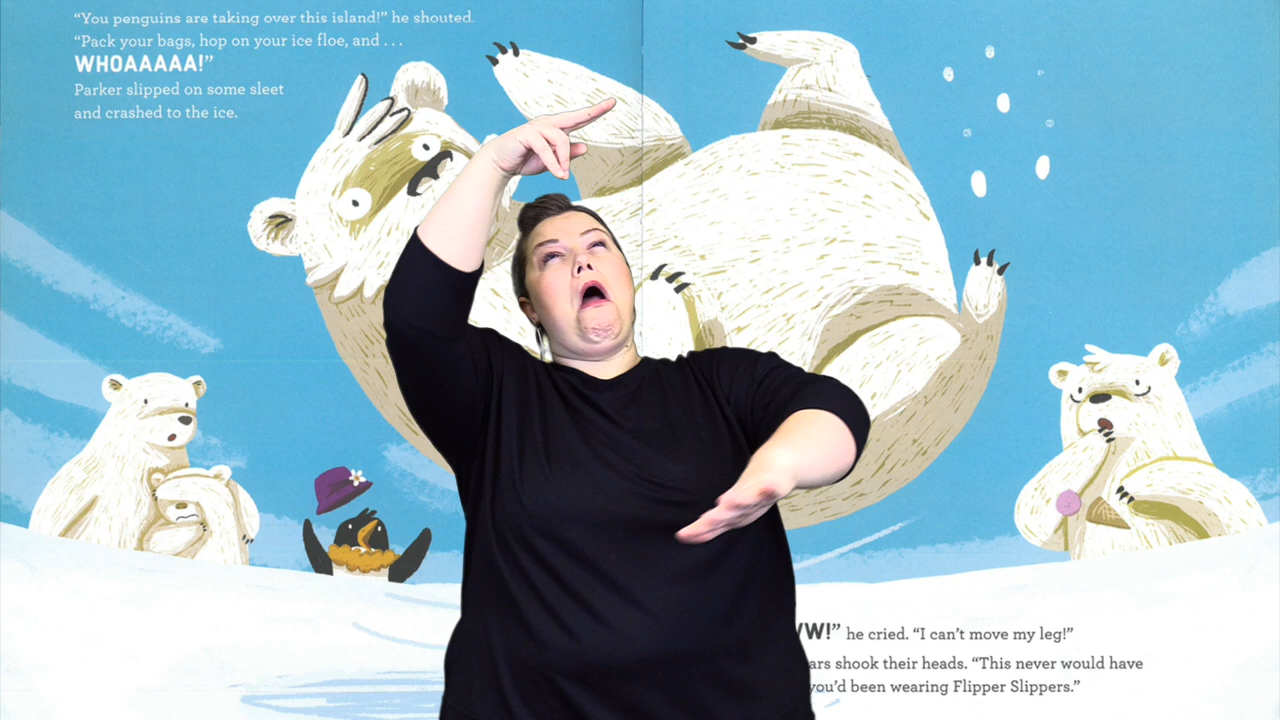 “You penguins are taking over this island!” he shouted.
“Pack your bags, hop on your ice floe, and . . .
WHOAAAAA!”
Parker slipped on some sleet
and crashed to the ice.
he cried. “I can’t move my leg!”
shook their heads. “This never would have
you’d been wearing Flipper Slippers.”